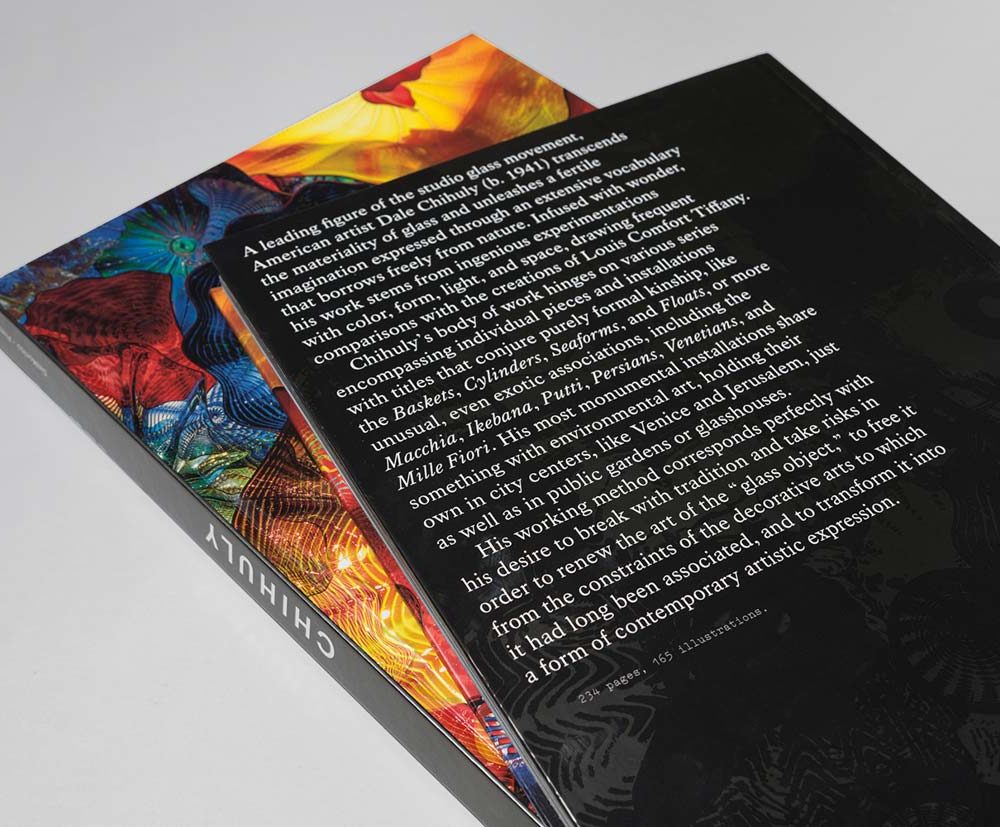 A leading figure of the studio glass movement,
American artist Dale Chihuly (b. 1941) transcends
the materiality of glass and unleashes a fertile
imagination expressed through an extensive vocabulary
that borrows freely from nature. Infused with wonder,
his work stems from ingenious experimentations
with color, form, light, and space, drawing frequent
comparisons with the creations of Louis Comfort Tiffany.
Chihuly's body of work hinges on various series
encompassing individual pieces and installations
with titles that conjure purely formal kinship, like
the Baskets, Cylinders, Seaforms, and Floats, or more
unusual, even exotic associations, including the
Macchia, Ikebana, Putti, Persians, Venetians, and
Mille Fiori. His most monumental installations share
something with environmental art, holding their
own in city centers, like Venice and Jerusalem, just
as well as in public gardens or glasshouses.
His working method corresponds perfectly with
his desire to break with tradition and take risks in
order to renew the art of the “glass object,” to free it
from the constraints of the decorative arts to which
it had long been associated, and to transform it into
a form of contemporary artistic expression.
234 pages, 165 illustrations.
CHIHULY